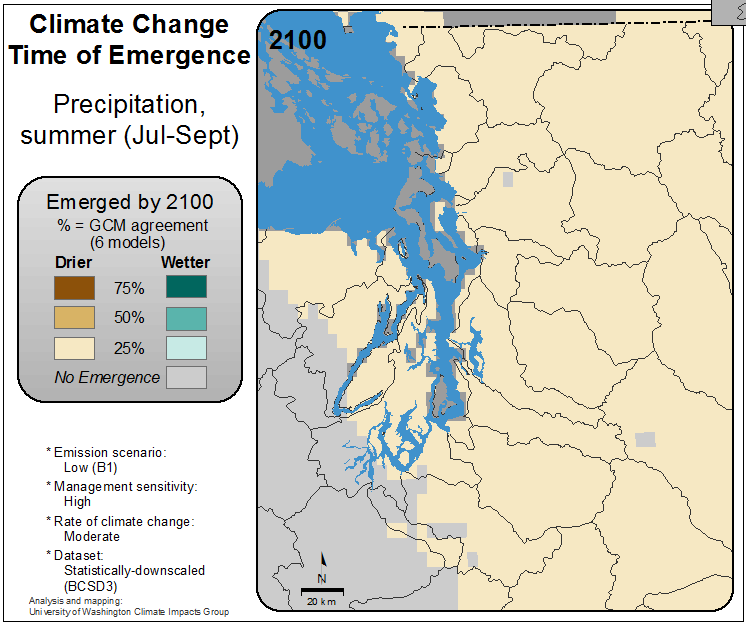 Climate Change
Time of Emergence
Precipitation,
summer (Jul-Sept)
Emerged by 2100
% = GCM agreement
(6 models)
Drier Wetter
75%
50%
25%
No Emergence
* Emission scenario:
Low (B1)
* Management sensitivity:
High
* Rate of climate change:
Moderate
* Dataset:
Statistically-downscaled
(BCSD3)
Analysis and mapping:
University of Washington Climate Impacts Group
2100
N
20 km